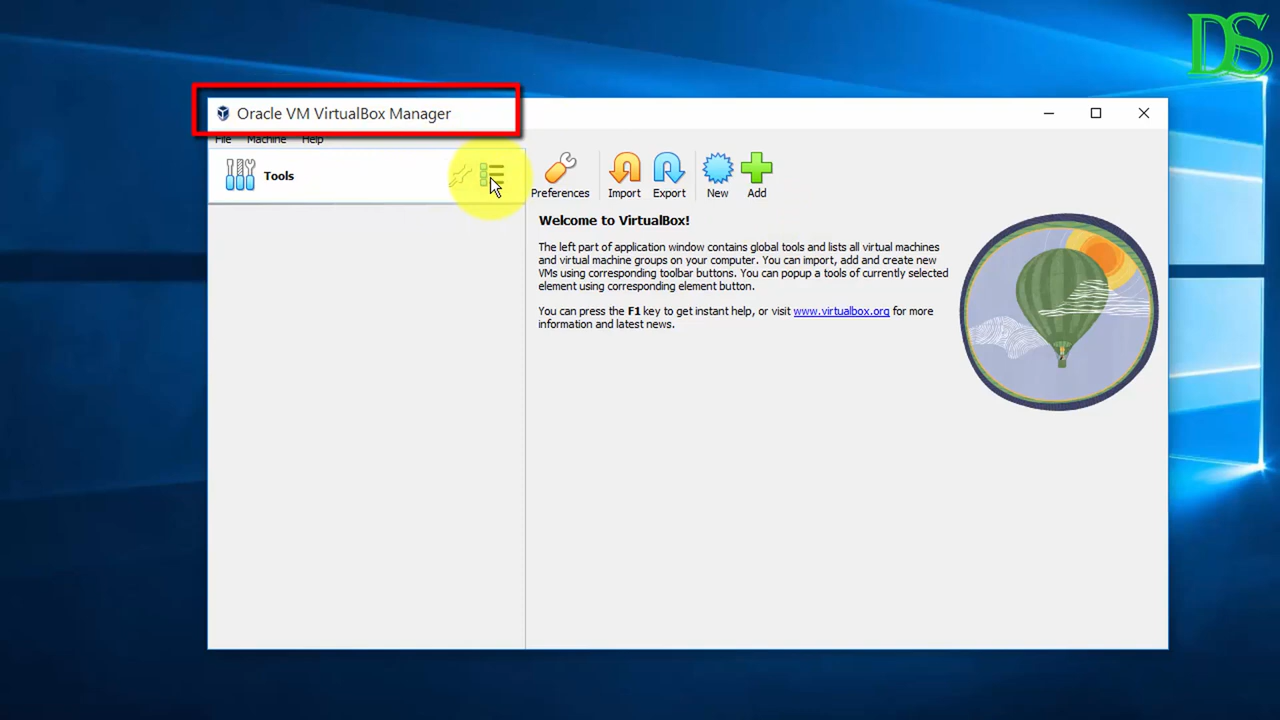 DS
Oracle VM VirtualBox Manager
File Machine Help
Tools
Preferences Import Export New Add
Welcome to VirtualBox!
The left part of application window contains global tools and lists all virtual machines
and virtual machine groups on your computer. You can import, add and create new
VMs using corresponding toolbar buttons. You can popup a tools of currently selected
element using corresponding element button.
You can press the F1 key to get instant help, or visit www.virtualbox.org for more
information and latest news.